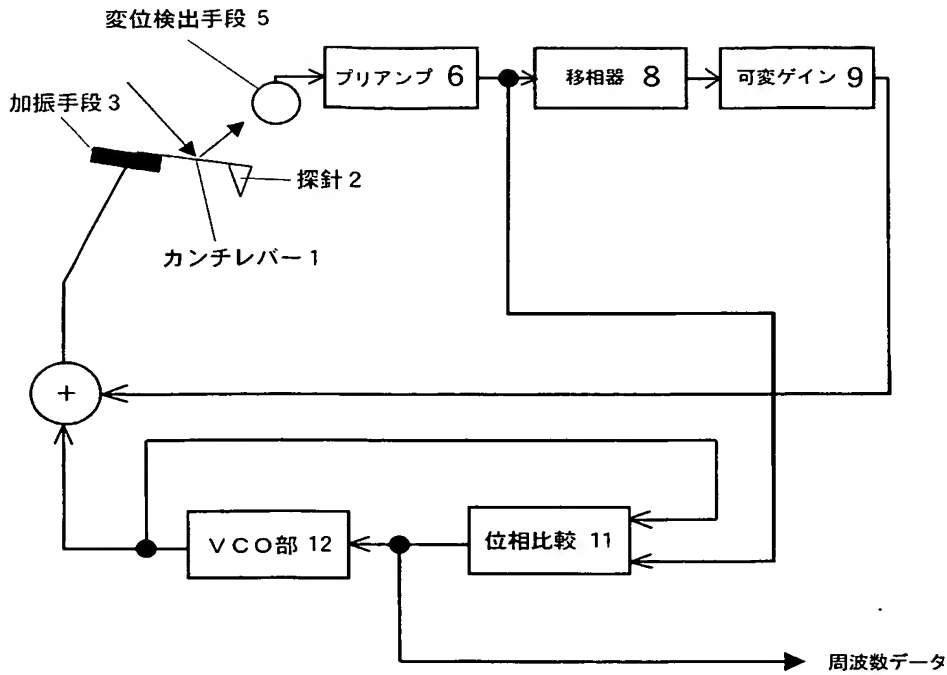 変位検出手段 5
プリアンプ 6
移相器 8
可変ゲイン 9
加振手段 3
探針 2
カンチレバー 1
+
VCO部 12
位相比較 11
周波数データ